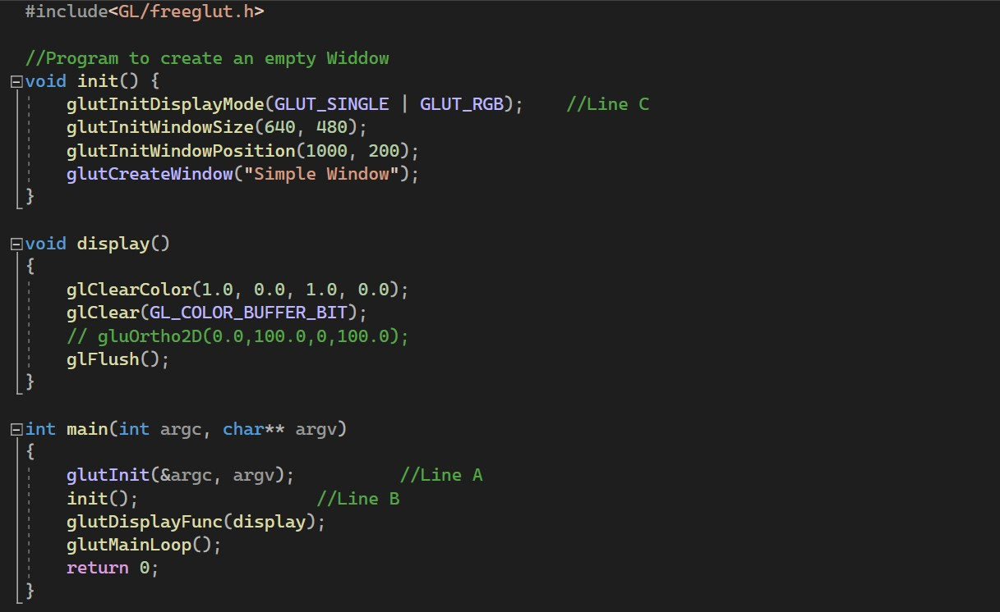 #include<GL/freeglut.h>
//Program to create an empty Widdow
void init() {
glutInitDisplayMode(GLUT_SINGLE | GLUT_RGB);    //Line C
glutInitWindowSize(640, 480);
glutInitWindowPosition(1000, 200);
glutCreateWindow("Simple Window");
}
void display()
{
glClearColor(1.0, 0.0, 1.0, 0.0);
glClear(GL_COLOR_BUFFER_BIT);
// gluOrtho2D(0.0,100.0,0,100.0);
glFlush();
}
int main(int argc, char** argv)
{
glutInit(&argc, argv);          //Line A
init();                 //Line B
glutDisplayFunc(display);
glutMainLoop();
return 0;
}